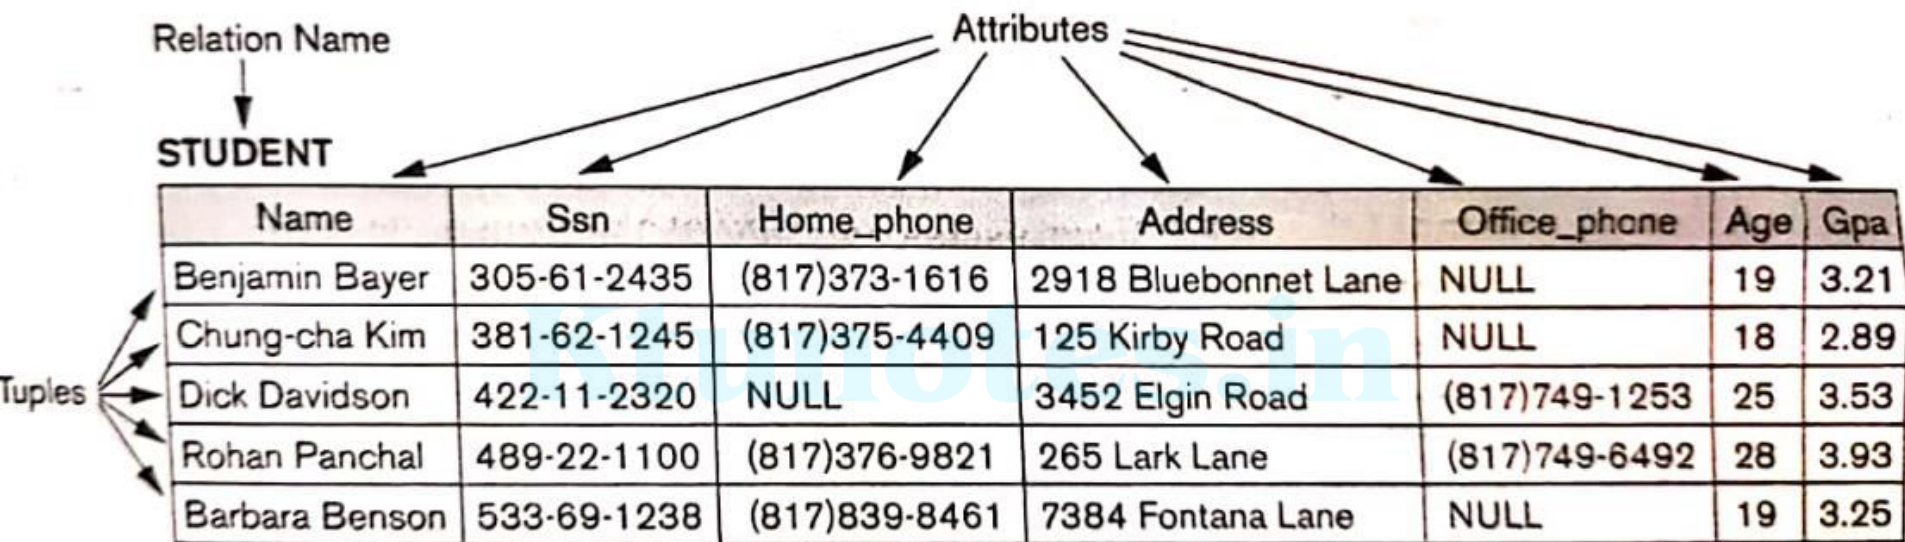 Attributes
Relation Name
STUDENT
Name Ssn Home_phone Address Office_phone Age Gpa
Benjamin Bayer 305-61-2435 (817)373-1616 2918 Bluebonnet Lane NULL 19 3.21
Chung-cha Kim 381-62-1245 (817)375-4409 125 Kirby Road NULL 18 2.89
Tuples Dick Davidson 422-11-2320 NULL 3452 Elgin Road (817)749-1253 25 3.53
Rohan Panchal 489-22-1100 (817)376-9821 265 Lark Lane (817)749-6492 28 3.93
Barbara Benson 533-69-1238 (817)839-8461 7384 Fontana Lane NULL 19 3.25
Klunotes.in